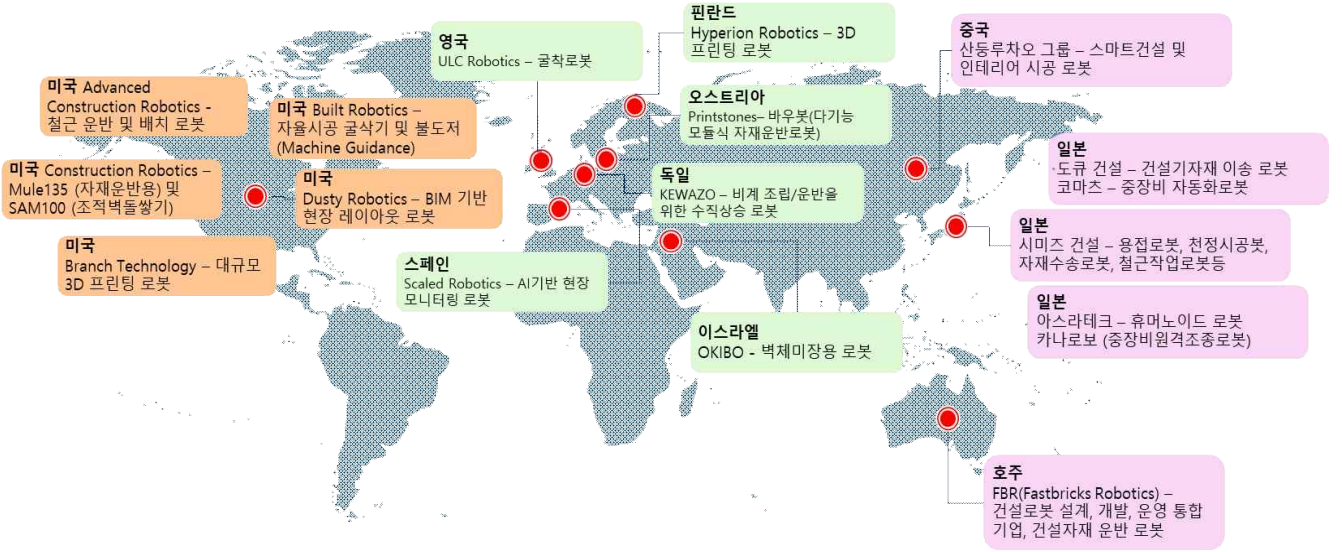 미국 Advanced
Construction Robotics -
철근 운반 및 배치 로봇
미국 Built Robotics –
자율시공 굴삭기 및 불도저
(Machine Guidance)
미국 Construction Robotics –
Mule135 (자재운반용) 및
SAM100 (조적벽돌쌓기)
미국
Dusty Robotics – BIM 기반
현장 레이아웃 로봇
미국
Branch Technology – 대규모
3D 프린팅 로봇
영국
ULC Robotics – 굴착로봇
핀란드
Hyperion Robotics – 3D
프린팅 로봇
오스트리아
Printstones– 바우봇(다기능
모듈식 자재운반로봇)
독일
KEWAZO – 비계 조립/운반을
위한 수직상승 로봇
스페인
Scaled Robotics – AI기반 현장
모니터링 로봇
이스라엘
OKIBO - 벽체미장용 로봇
중국
산둥루차오 그룹 – 스마트건설 및
인테리어 시공 로봇
일본
도큐 건설 – 건설기자재 이송 로봇
코마츠 – 중장비 자동화로봇
일본
시미즈 건설 – 용접로봇, 천정시공봇,
자재수송로봇, 철근작업로봇등
일본
아스라테크 – 휴머노이드 로봇
카나로보 (중장비원격조종로봇)
호주
FBR(Fastbricks Robotics) –
건설로봇 설계, 개발, 운영 통합
기업, 건설자재 운반 로봇